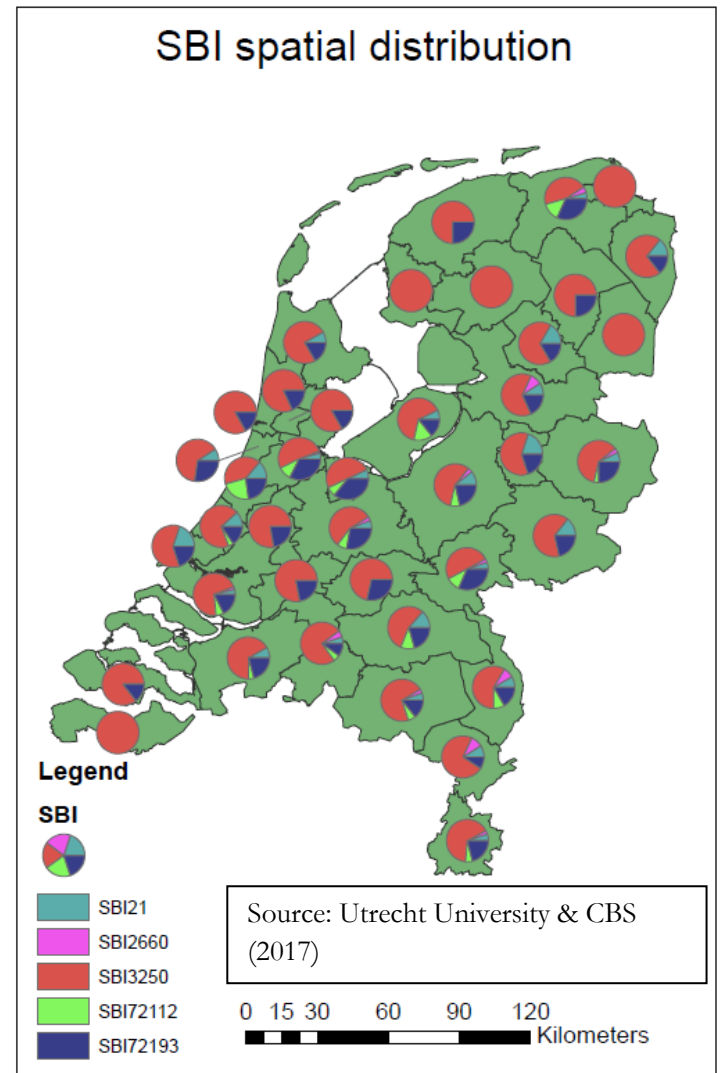 SBI spatial distribution
Legend
SBI
SBI21
SBI2660
SBI3250
SBI72112
SBI72193
Source: Utrecht University & CBS
(2017)
0 15 30 60 90 120
Kilometers